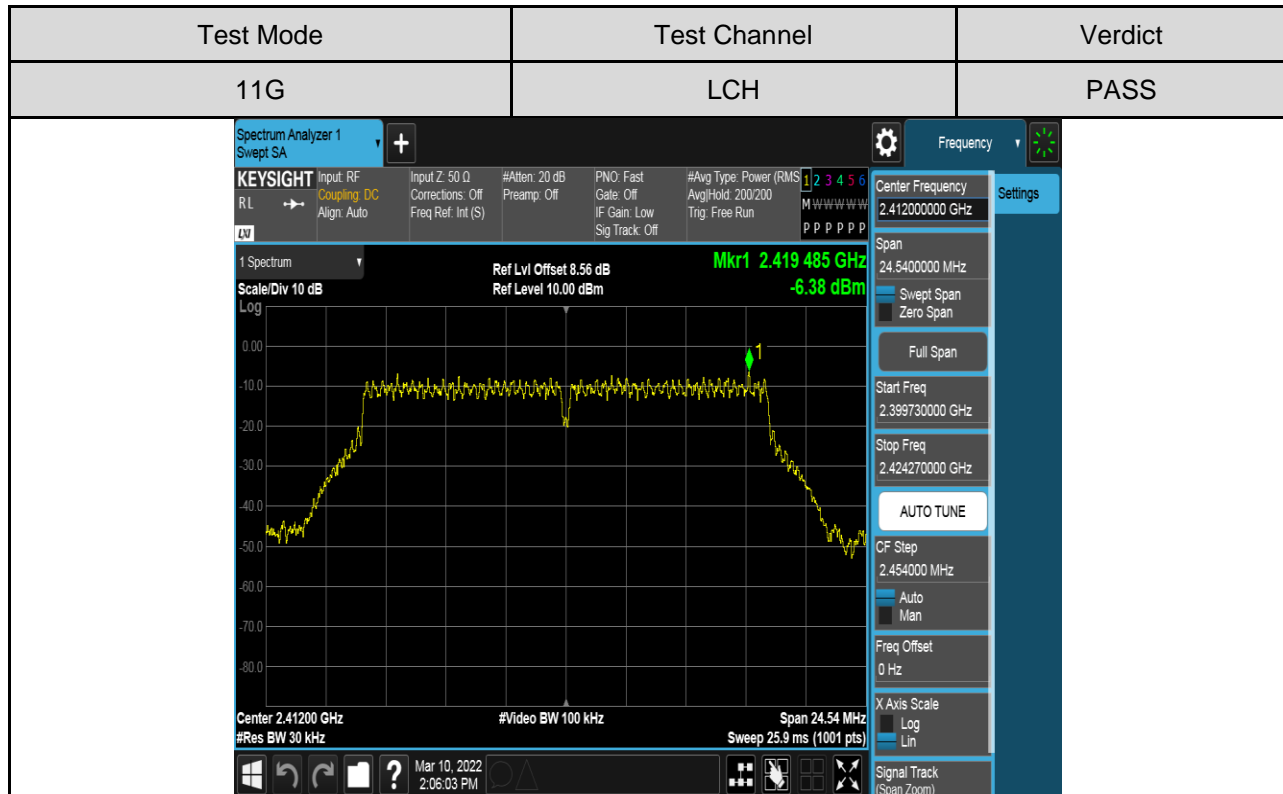 Test Mode Test Channel Verdict
11G LCH PASS
Spectrum Analyzer 1
Swept SA
+
Frequency
KEYSIGHT
RL
LXI
Input: RF
Coupling: DC
Align: Auto
Input Z: 50 Ω
Corrections: Off
Freq Ref: Int (S)
#Atten: 20 dB
Preamp: Off
PNO: Fast
Gate: Off
IF Gain: Low
Sig Track: Off
#Avg Type: Power (RMS
Avg|Hold: 200/200
Trig: Free Run
1 2 3 4 5 6
M W W W W W
P P P P P P
1 Spectrum
Scale/Div 10 dB
Ref Lvl Offset 8.56 dB
Ref Level 10.00 dBm
Mkr1 2.419 485 GHz
-6.38 dBm
Log
0.00
-10.0
-20.0
-30.0
-40.0
-50.0
-60.0
-70.0
-80.0
1
Center 2.41200 GHz
#Res BW 30 kHz
#Video BW 100 kHz
Span 24.54 MHz
Sweep 25.9 ms (1001 pts)
Center Frequency
2.412000000 GHz
Settings
Span
24.5400000 MHz
Swept Span
Zero Span
Full Span
Start Freq
2.399730000 GHz
Stop Freq
2.424270000 GHz
AUTO TUNE
CF Step
2.454000 MHz
Auto
Man
Freq Offset
0 Hz
X Axis Scale
Log
Lin
Signal Track
(Span Zoom)
?
Mar 10, 2022
2:06:03 PM